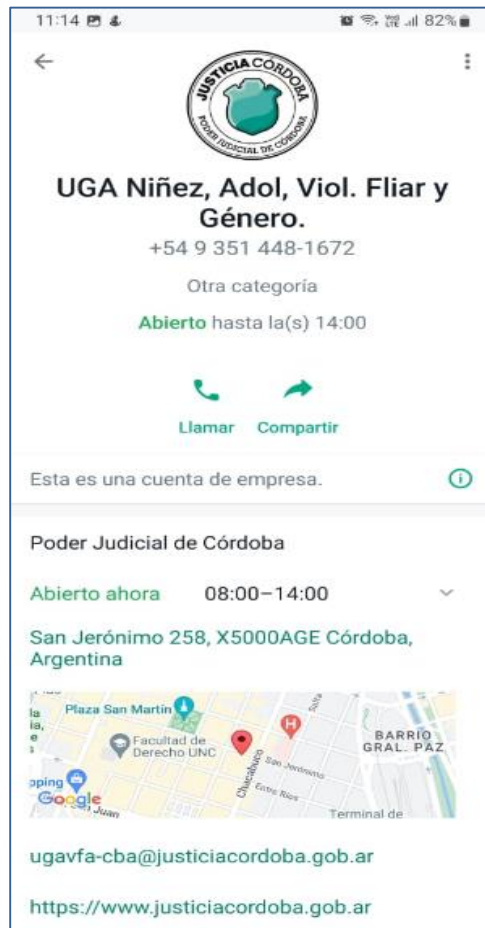 11:14 82%
JUSTICIA CÓRDOBA
PODER JUDICIAL DE CÓRDOBA
UGA Niñez, Adol, Viol. Fliar y
Género.
+54 9 351 448-1672
Otra categoría
Abierto hasta la(s) 14:00
Llamar Compartir
Esta es una cuenta de empresa.
Poder Judicial de Córdoba
Abierto ahora 08:00–14:00
San Jerónimo 258, X5000AGE Córdoba,
Argentina
Plaza San Martín
Salta
H
Facultad de
Derecho UNC
BARRIO
GRAL. PAZ
Chacabuco
San Jerónimo
Entre Ríos
pping
Google
Juan
Terminal de
ugavfa-cba@justiciacordoba.gob.ar
https://www.justiciacordoba.gob.ar